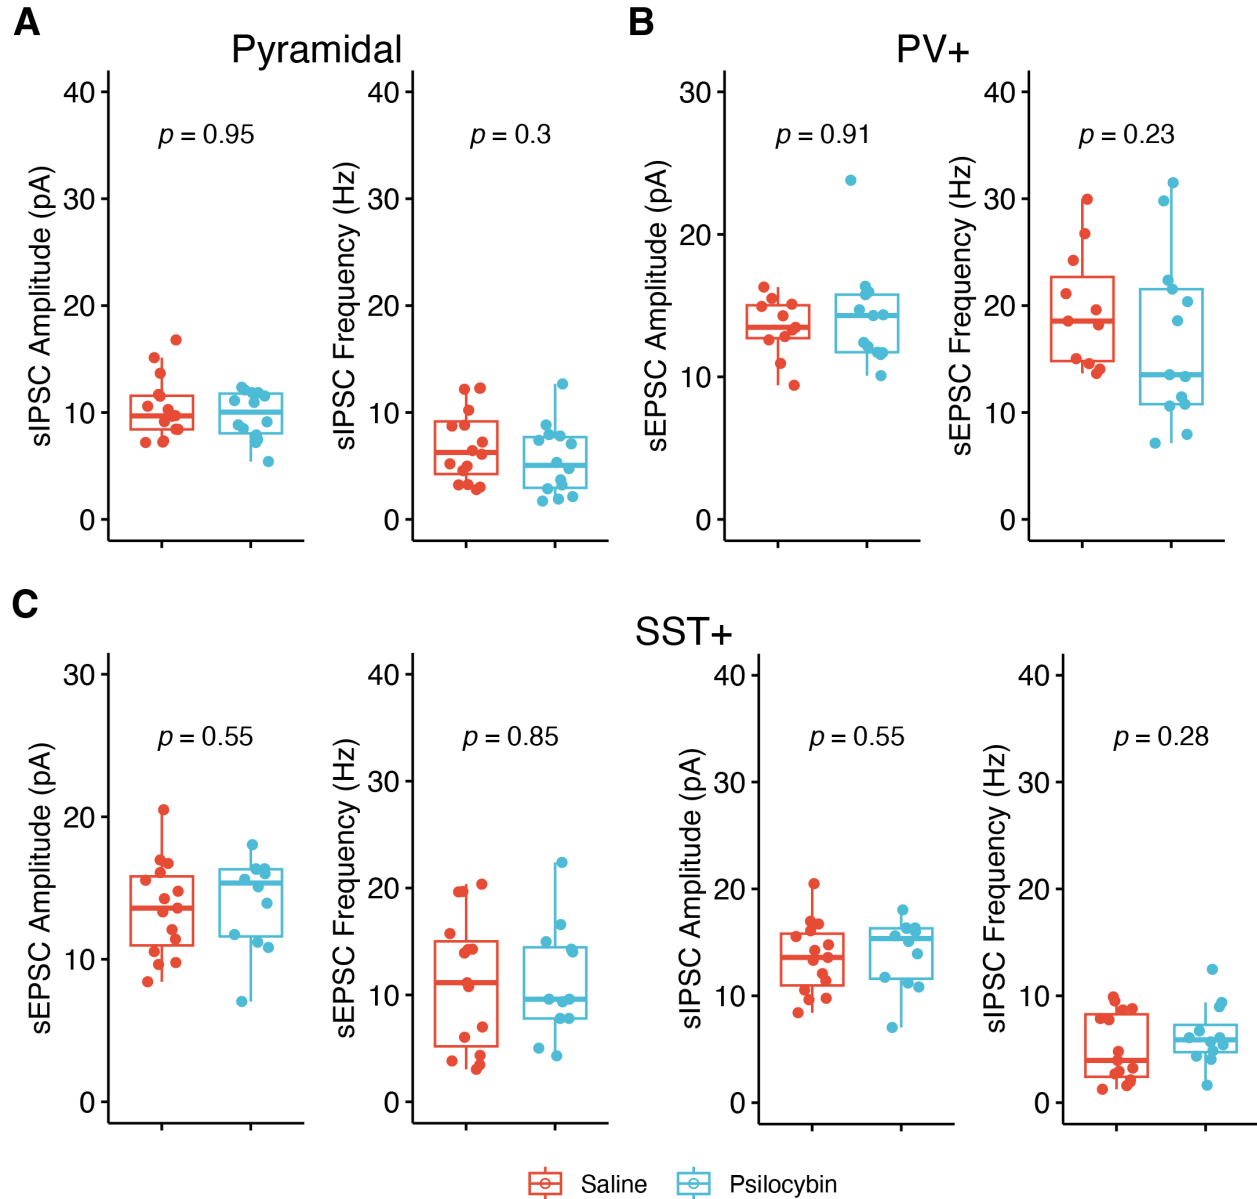 A
Pyramidal
sIPSC Amplitude (pA)
40
30
20
10
0
p = 0.95
sIPSC Frequency (Hz)
40
30
20
10
0
p = 0.3
B
PV+
sEPSC Amplitude (pA)
30
20
10
0
p = 0.91
sEPSC Frequency (Hz)
40
30
20
10
0
p = 0.23
C
SST+
sEPSC Amplitude (pA)
30
20
10
0
p = 0.55
sEPSC Frequency (Hz)
40
30
20
10
0
p = 0.85
sIPSC Amplitude (pA)
40
30
20
10
0
p = 0.55
sIPSC Frequency (Hz)
40
30
20
10
0
p = 0.28
Saline
Psilocybin